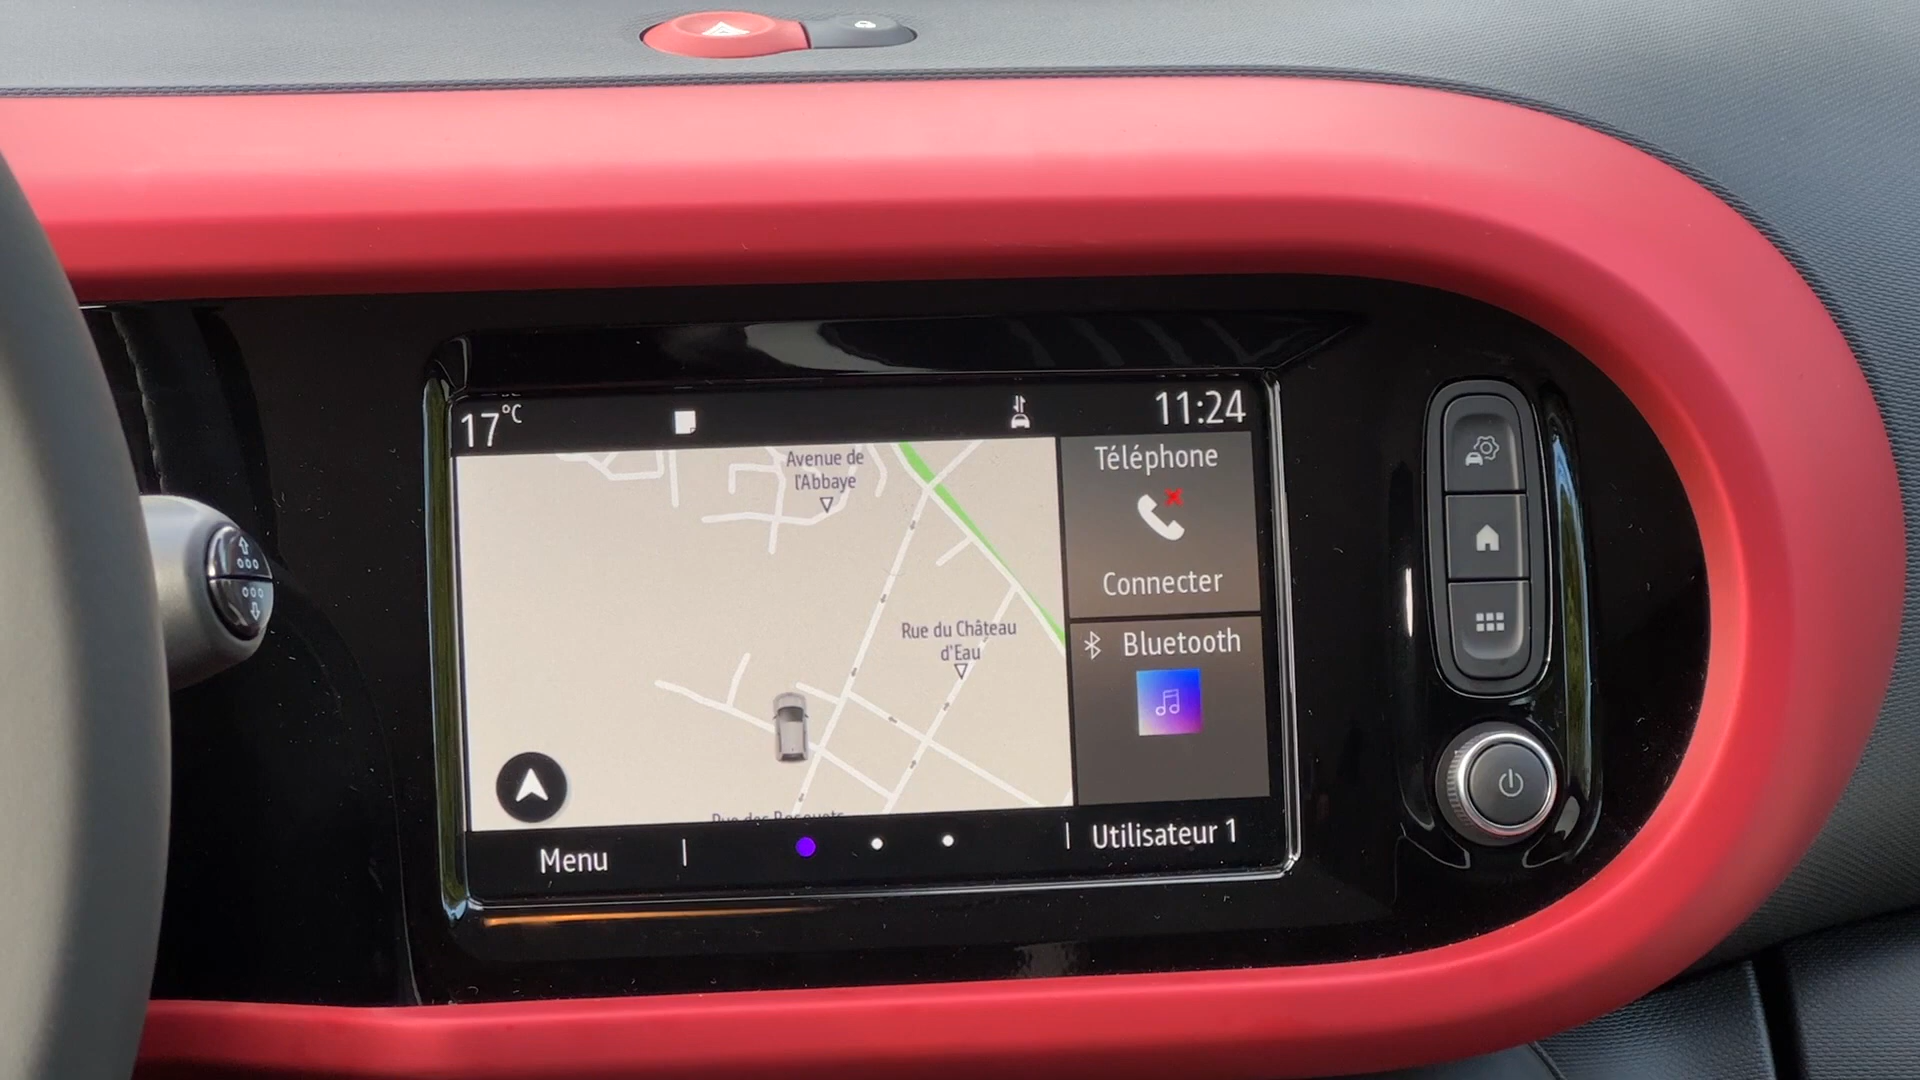 17°C
11:24
Avenue de
l'Abbaye
Téléphone
Connecter
Rue du Château
d'Eau
Bluetooth
Menu
Utilisateur 1